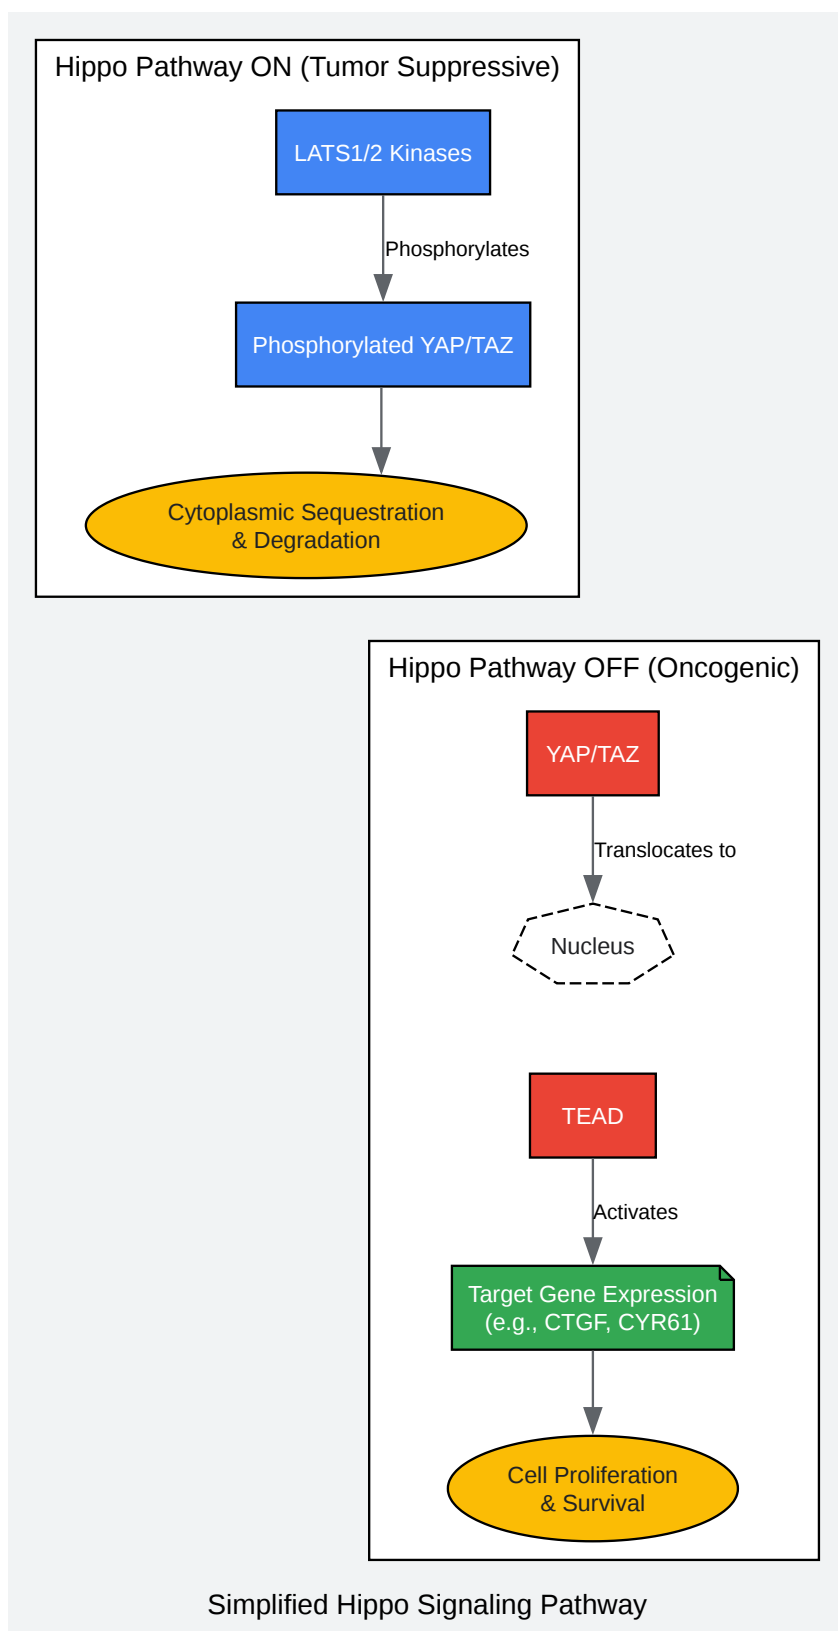 Hippo Pathway ON (Tumor Suppressive)
LATS1/2 Kinases
Phosphorylates
Phosphorylated YAP/TAZ
Cytoplasmic Sequestration
& Degradation
Hippo Pathway OFF (Oncogenic)
YAP/TAZ
Translocates to
Nucleus
TEAD
Activates
Target Gene Expression
(e.g., CTGF, CYR61)
Cell Proliferation
& Survival
Simplified Hippo Signaling Pathway